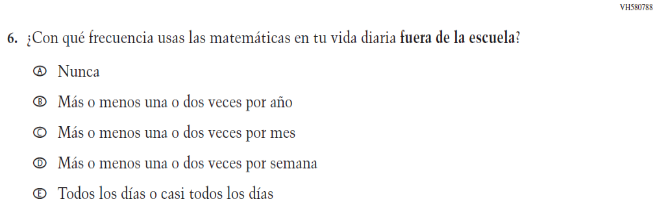 VH580788
6. ¿Con qué frecuencia usas las matemáticas en tu vida diaria fuera de la escuela?
Ⓐ Nunca
Ⓑ Más o menos una o dos veces por año
Ⓒ Más o menos una o dos veces por mes
Ⓓ Más o menos una o dos veces por semana
Ⓔ Todos los días o casi todos los días